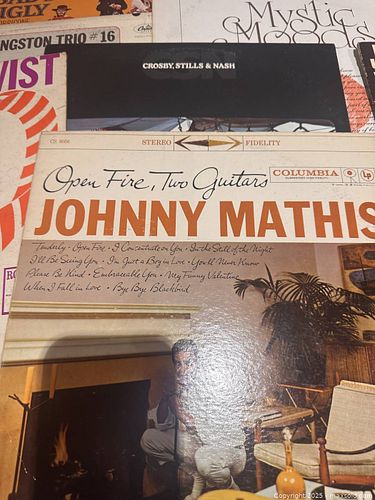 IGLY
NGSTON TRIO # 16
Mystic
Moods
VIST
CROSBY, STILLS & NASH
CS 8056
STEREO
FIDELITY
Open Fire, Two Guitars
COLUMBIA
Lp
JOHNNY MATHIS
Tenderly • Open Fire • I Concentrate on You • In the Still of the Night
I'll Be Seeing You • I'm Just a Boy in Love • You'll Never Know
Please Be Kind • Embraceable You • My Funny Valentine
When I Fall in Love • Bye Bye Blackbird
RO
Copyright 2025